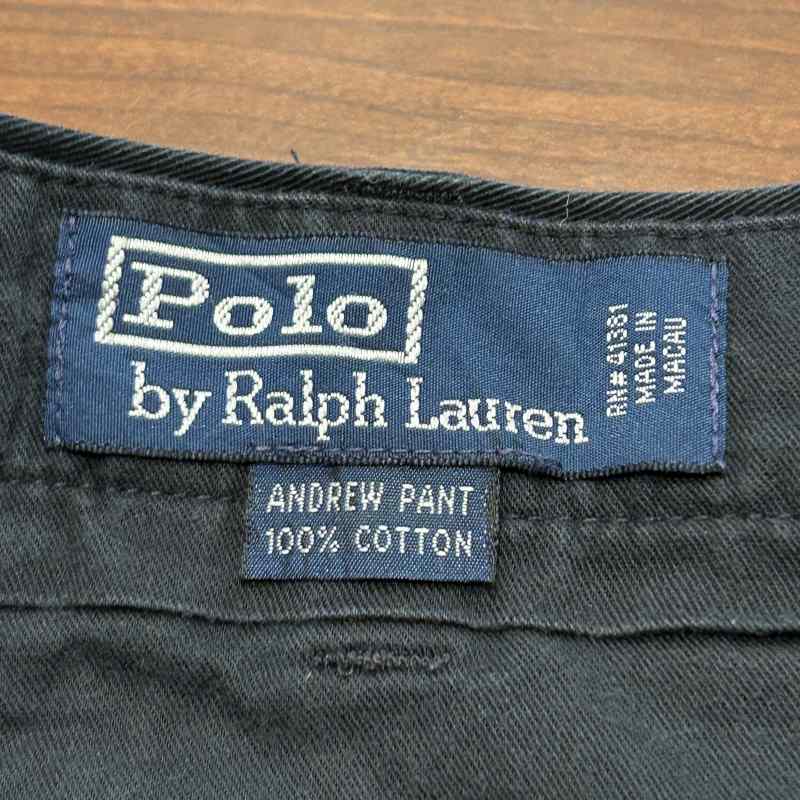 Polo
by Ralph Lauren
RN# 41381
MADE IN
MACAU
ANDREW PANT
100% COTTON